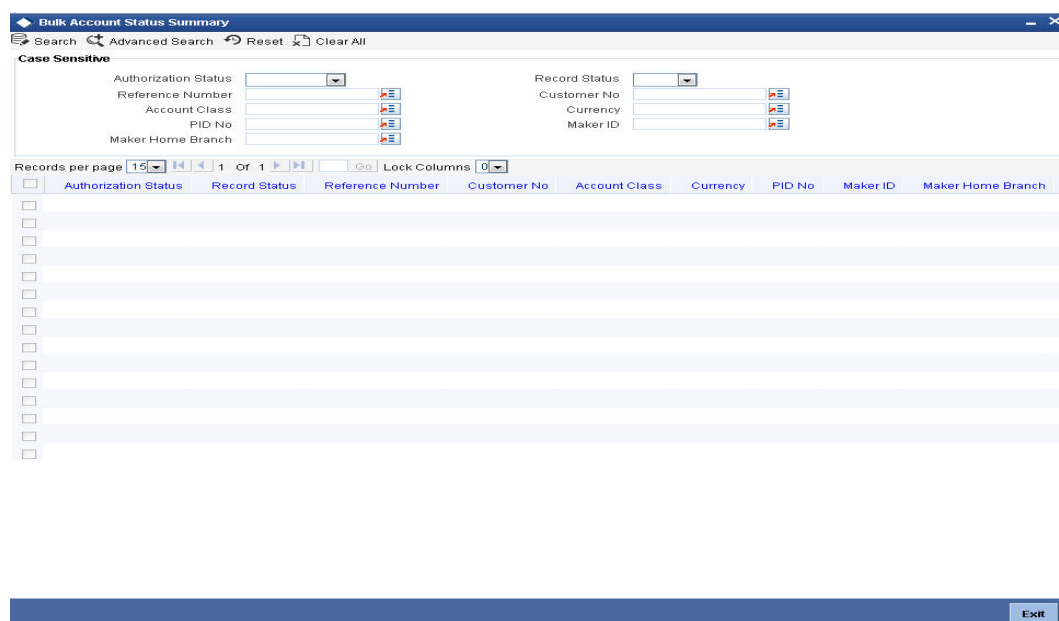 Bulk Account Status Summary
Search Advanced Search Reset Clear All
Case Sensitive
Authorization Status Record Status
Reference Number Customer No
Account Class Currency
PID No Maker ID
Maker Home Branch
Records per page 15 1 Of 1 Go Lock Columns 0
Authorization Status Record Status Reference Number Customer No Account Class Currency PID No Maker ID Maker Home Branch
Exit